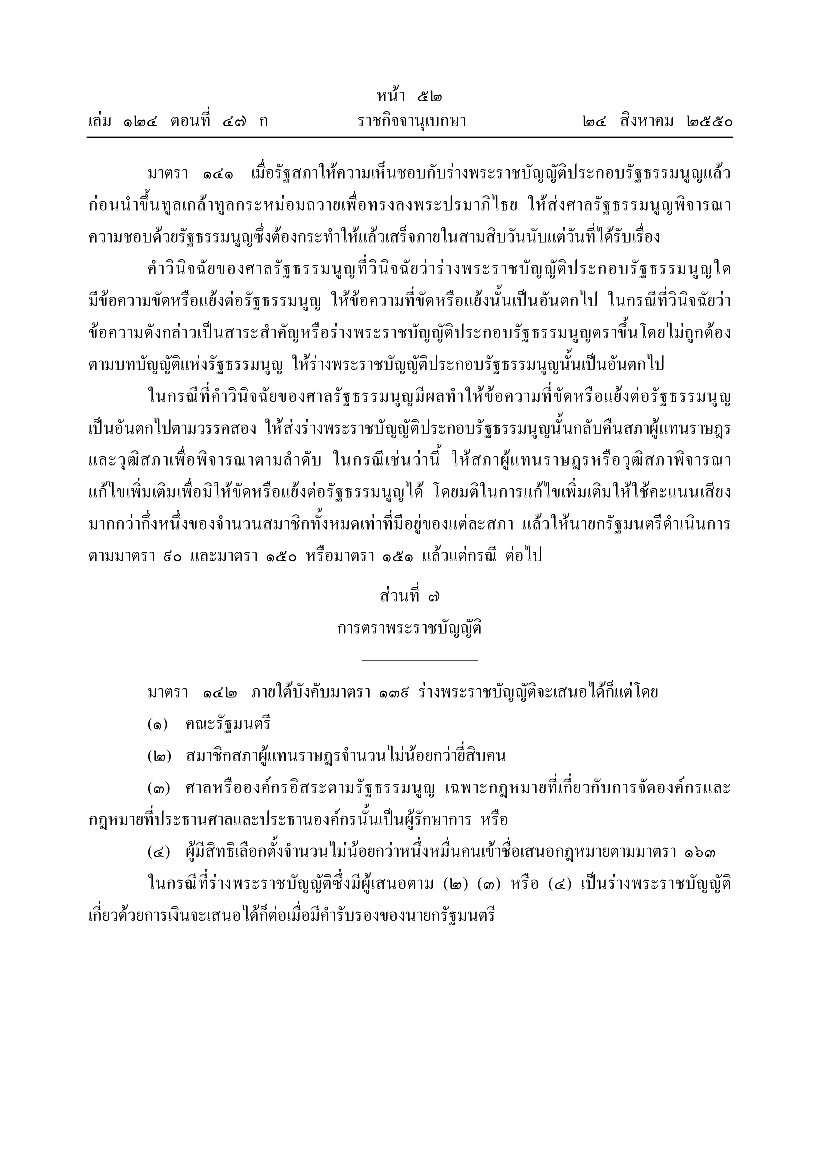 หน้า ๕๒
เล่ม ๑๒๔ ตอนที่ ๔๗ ก ราชกิจจานุเบกษา ๒๔ สิงหาคม ๒๕๕๐
มาตรา ๑๔๑ เมื่อรัฐสภาให้ความเห็นชอบกับร่างพระราชบัญญัติประกอบรัฐธรรมนูญแล้ว
ก่อนนำขึ้นทูลเกล้าทูลกระหม่อมถวายเพื่อทรงลงพระปรมาภิไธย ให้ส่งศาลรัฐธรรมนูญพิจารณา
ความชอบด้วยรัฐธรรมนูญซึ่งต้องกระทำให้แล้วเสร็จภายในสามสิบวันนับแต่วันที่ได้รับเรื่อง
คำวินิจฉัยของศาลรัฐธรรมนูญที่วินิจฉัยว่าร่างพระราชบัญญัติประกอบรัฐธรรมนูญใด
มีข้อความขัดหรือแย้งต่อรัฐธรรมนูญ ให้ข้อความที่ขัดหรือแย้งนั้นเป็นอันตกไป ในกรณีที่วินิจฉัยว่า
ข้อความดังกล่าวเป็นสาระสำคัญหรือร่างพระราชบัญญัติประกอบรัฐธรรมนูญตราขึ้นโดยไม่ถูกต้อง
ตามบทบัญญัติแห่งรัฐธรรมนูญ ให้ร่างพระราชบัญญัติประกอบรัฐธรรมนูญนั้นเป็นอันตกไป
ในกรณีที่คำวินิจฉัยของศาลรัฐธรรมนูญมีผลทำให้ข้อความที่ขัดหรือแย้งต่อรัฐธรรมนูญ
เป็นอันตกไปตามวรรคสอง ให้ส่งร่างพระราชบัญญัติประกอบรัฐธรรมนูญนั้นกลับคืนสภาผู้แทนราษฎร
และวุฒิสภาเพื่อพิจารณาตามลำดับ ในกรณีเช่นว่านี้ ให้สภาผู้แทนราษฎรหรือวุฒิสภาพิจารณา
แก้ไขเพิ่มเติมเพื่อมิให้ขัดหรือแย้งต่อรัฐธรรมนูญได้ โดยมติในการแก้ไขเพิ่มเติมให้ใช้คะแนนเสียง
มากกว่ากึ่งหนึ่งของจำนวนสมาชิกทั้งหมดเท่าที่มีอยู่ของแต่ละสภา แล้วให้นายกรัฐมนตรีดำเนินการ
ตามมาตรา ๙๐ และมาตรา ๑๕๐ หรือมาตรา ๑๕๑ แล้วแต่กรณี ต่อไป
ส่วนที่ ๗
การตราพระราชบัญญัติ
มาตรา ๑๔๒ ภายใต้บังคับมาตรา ๑๓๙ ร่างพระราชบัญญัติจะเสนอได้ก็แต่โดย
(๑) คณะรัฐมนตรี
(๒) สมาชิกสภาผู้แทนราษฎรจำนวนไม่น้อยกว่ายี่สิบคน
(๓) ศาลหรือองค์กรอิสระตามรัฐธรรมนูญ เฉพาะกฎหมายที่เกี่ยวกับการจัดองค์กรและ
กฎหมายที่ประธานศาลและประธานองค์กรนั้นเป็นผู้รักษาการ หรือ
(๔) ผู้มีสิทธิเลือกตั้งจำนวนไม่น้อยกว่าหนึ่งหมื่นคนเข้าชื่อเสนอกฎหมายตามมาตรา ๑๖๓
ในกรณีที่ร่างพระราชบัญญัติซึ่งมีผู้เสนอตาม (๒) (๓) หรือ (๔) เป็นร่างพระราชบัญญัติ
เกี่ยวด้วยการเงินจะเสนอได้ก็ต่อเมื่อมีคำรับรองของนายกรัฐมนตรี